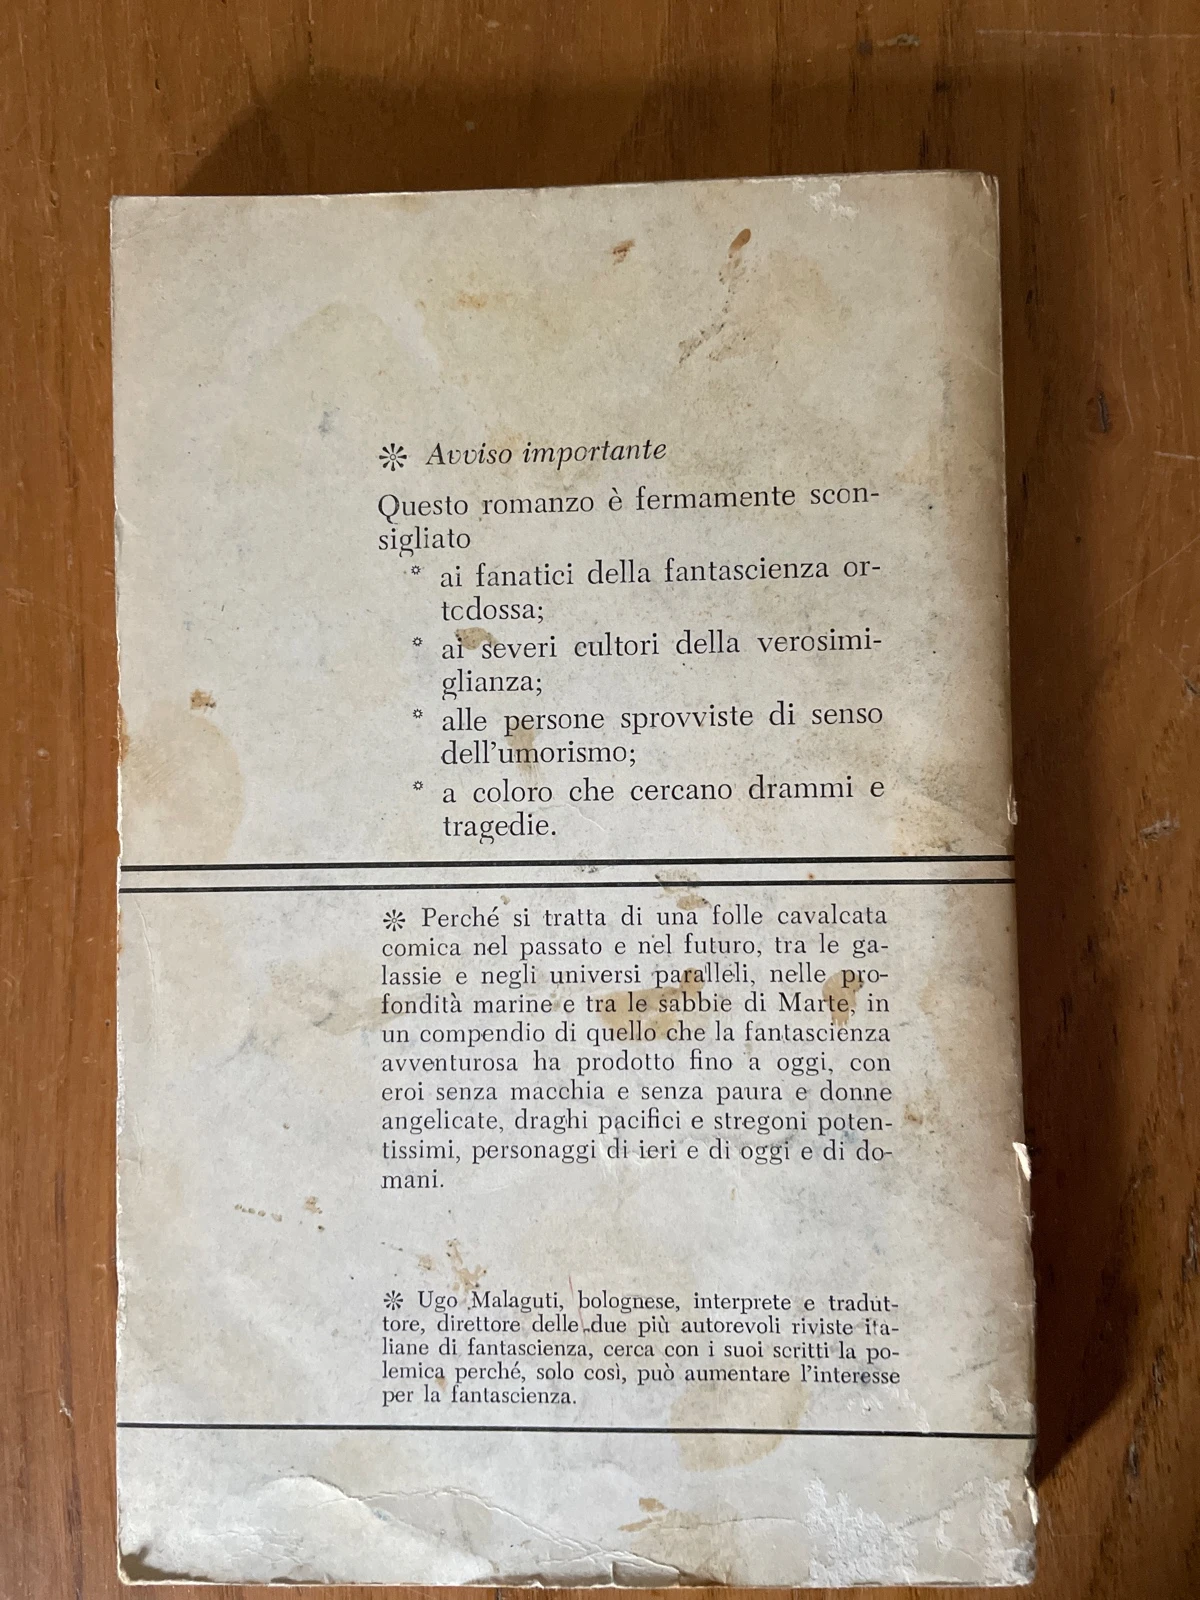 ❊ Avviso importante
Questo romanzo è fermamente scon-
sigliato
* ai fanatici della fantascienza or-
tcdossa;
* ai severi cultori della verosimi-
glianza;
* alle persone sprovviste di senso
dell'umorismo;
* a coloro che cercano drammi e
tragedie.
❊ Perché si tratta di una folle cavalcata
comica nel passato e nel futuro, tra le ga-
lassie e negli universi paralleli, nelle pro-
fondità marine e tra le sabbie di Marte, in
un compendio di quello che la fantascienza
avventurosa ha prodotto fino a oggi, con
eroi senza macchia e senza paura e donne
angelicate, draghi pacifici e stregoni poten-
tissimi, personaggi di ieri e di oggi e di do-
mani.
❊ Ugo Malaguti, bolognese, interprete e tradut-
tore, direttore delle due più autorevoli riviste ita-
liane di fantascienza, cerca con i suoi scritti la po-
lemica perché, solo così, può aumentare l'interesse
per la fantascienza.